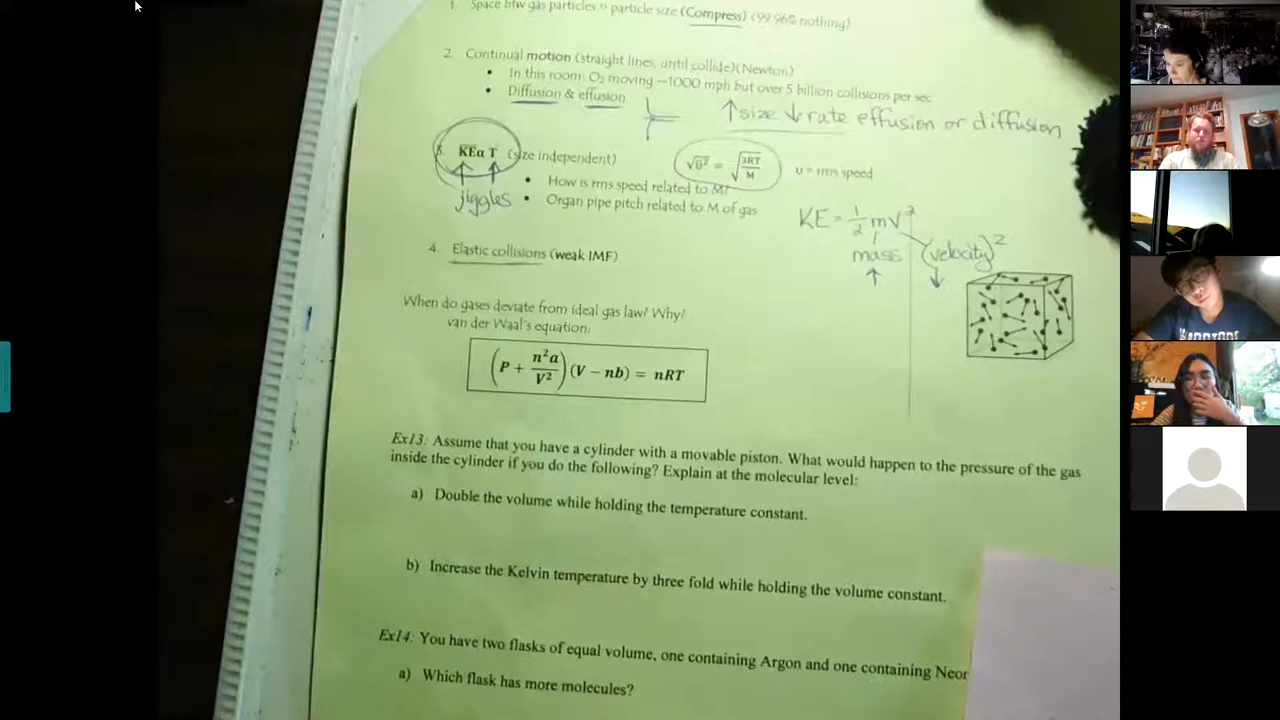 1. Space btw gas particles >> particle size (Compress) (99.96% nothing)
2. Continual motion (straight lines, until collide)(Newton)
• In this room: O₂ moving ~1000 mph but over 5 billion collisions per sec
• Diffusion & effusion
↑size ↓rate effusion or diffusion
3. KEα T (size independent)
√ū² = √3RT/M
υ = rms speed
jiggles
• How is rms speed related to M?
• Organ pipe pitch related to M of gas
KE = 1/2 mv²
mass ↑
(velocity)² ↓
4. Elastic collisions (weak IMF)
When do gases deviate from ideal gas law? Why?
van der Waal's equation:
(P + n²a/V²)(V − nb) = nRT
Ex13: Assume that you have a cylinder with a movable piston. What would happen to the pressure of the gas
inside the cylinder if you do the following? Explain at the molecular level:
a) Double the volume while holding the temperature constant.
b) Increase the Kelvin temperature by three fold while holding the volume constant.
Ex14: You have two flasks of equal volume, one containing Argon and one containing Neon
a) Which flask has more molecules?